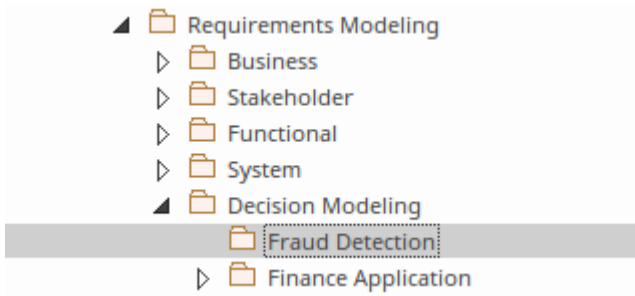 Requirements Modeling
Business
Stakeholder
Functional
System
Decision Modeling
Fraud Detection
Finance Application